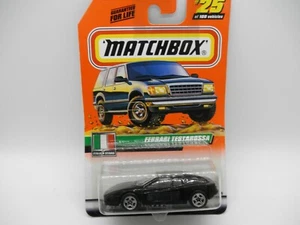 GUARANTEED
FOR LIFE
#25
of 100 vehicles
MATCHBOX
FERRARI TESTAROSSA